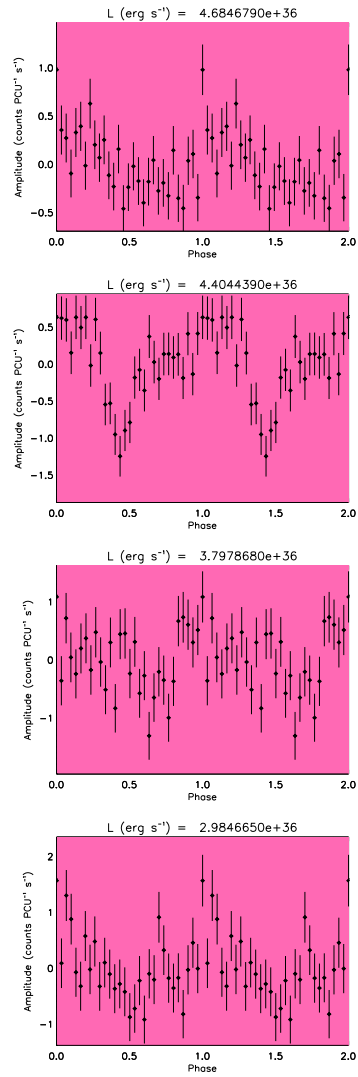 L (erg s⁻¹) = 4.6846790e+36
Amplitude (counts PCU⁻¹ s⁻¹)
1.0
0.5
0.0
−0.5
0.0 0.5 1.0 1.5 2.0
Phase
L (erg s⁻¹) = 4.4044390e+36
Amplitude (counts PCU⁻¹ s⁻¹)
0.5
0.0
−0.5
−1.0
−1.5
0.0 0.5 1.0 1.5 2.0
Phase
L (erg s⁻¹) = 3.7978680e+36
Amplitude (counts PCU⁻¹ s⁻¹)
1
0
−1
0.0 0.5 1.0 1.5 2.0
Phase
L (erg s⁻¹) = 2.9846650e+36
Amplitude (counts PCU⁻¹ s⁻¹)
2
1
0
−1
0.0 0.5 1.0 1.5 2.0
Phase